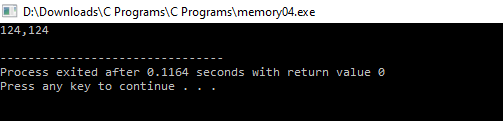 D:\Downloads\C Programs\C Programs\memory04.exe
124,124
--------------------------------
Process exited after 0.1164 seconds with return value 0
Press any key to continue . . .